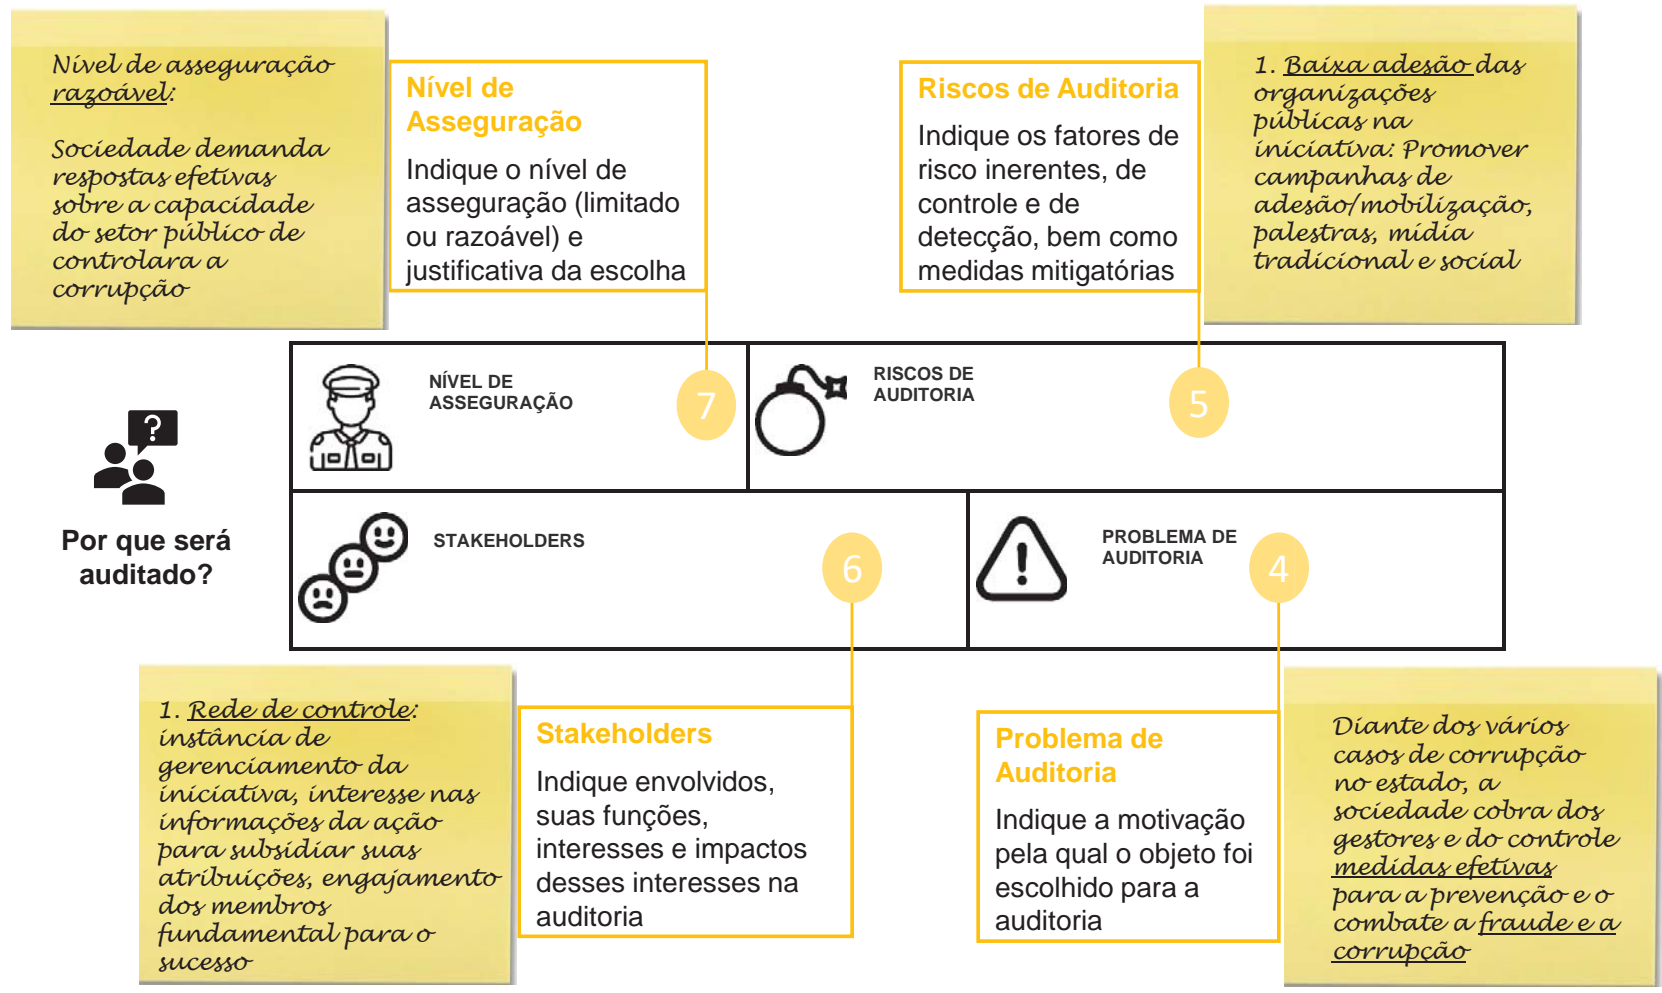 Nível de asseguração
razoável:
Sociedade demanda
respostas efetivas
sobre a capacidade
do setor público de
controlara a
corrupção
Nível de
Asseguração
Indique o nível de
asseguração (limitado
ou razoável) e
justificativa da escolha
Riscos de Auditoria
Indique os fatores de
risco inerentes, de
controle e de
detecção, bem como
medidas mitigatórias
1. Baixa adesão das
organizações
públicas na
iniciativa: Promover
campanhas de
adesão/mobilização,
palestras, mídia
tradicional e social
?
Por que será
auditado?
NÍVEL DE
ASSEGURAÇÃO
7
RISCOS DE
AUDITORIA
5
STAKEHOLDERS
6
PROBLEMA DE
AUDITORIA
4
1. Rede de controle:
instância de
gerenciamento da
iniciativa, interesse nas
informações da ação
para subsidiar suas
atribuições, engajamento
dos membros
fundamental para o
sucesso
Stakeholders
Indique envolvidos,
suas funções,
interesses e impactos
desses interesses na
auditoria
Problema de
Auditoria
Indique a motivação
pela qual o objeto foi
escolhido para a
auditoria
Diante dos vários
casos de corrupção
no estado, a
sociedade cobra dos
gestores e do controle
medidas efetivas
para a prevenção e o
combate a fraude e a
corrupção